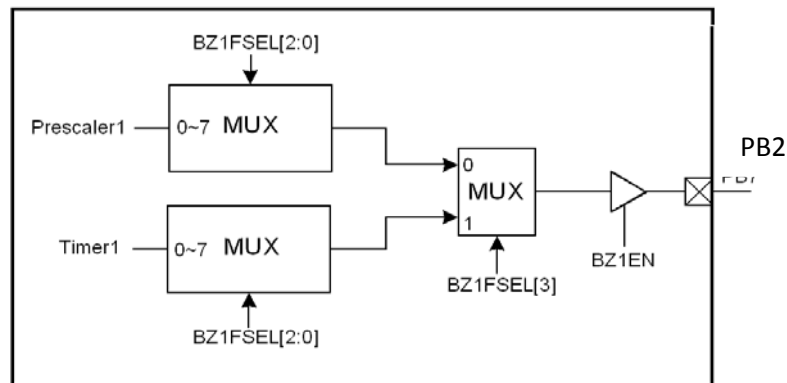 BZ1FSEL[2:0]
Prescaler1
0~7 MUX
PB2
0
MUX
1
Timer1
0~7 MUX
BZ1EN
BZ1FSEL[3]
BZ1FSEL[2:0]